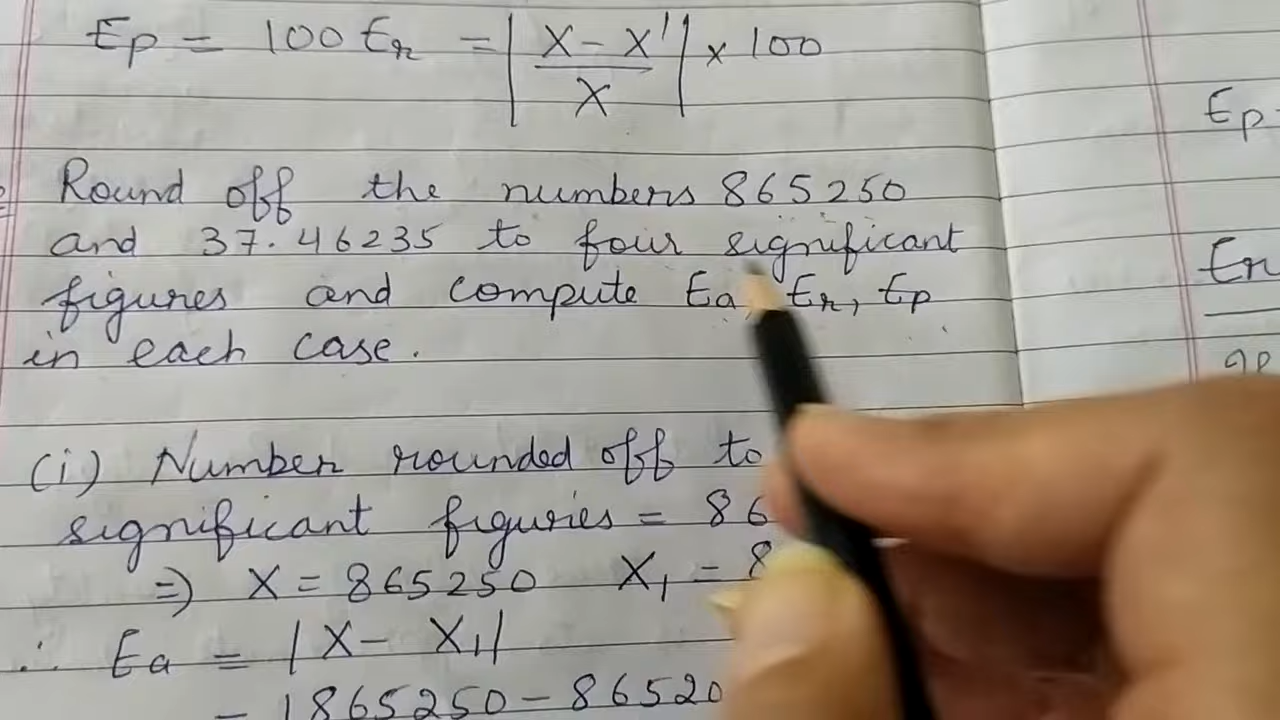 Ep = 100 Er = | X - X' / X | × 100
Round off the numbers 865250
and 37.46235 to four significant
figures and compute Ea, Er, Ep
in each case.
(i) Number rounded off to
significant figuries = 86
=) X = 865250 X1 = 8
∴ Ea = |X - X1|
= |865250 - 86520
Ep
Er